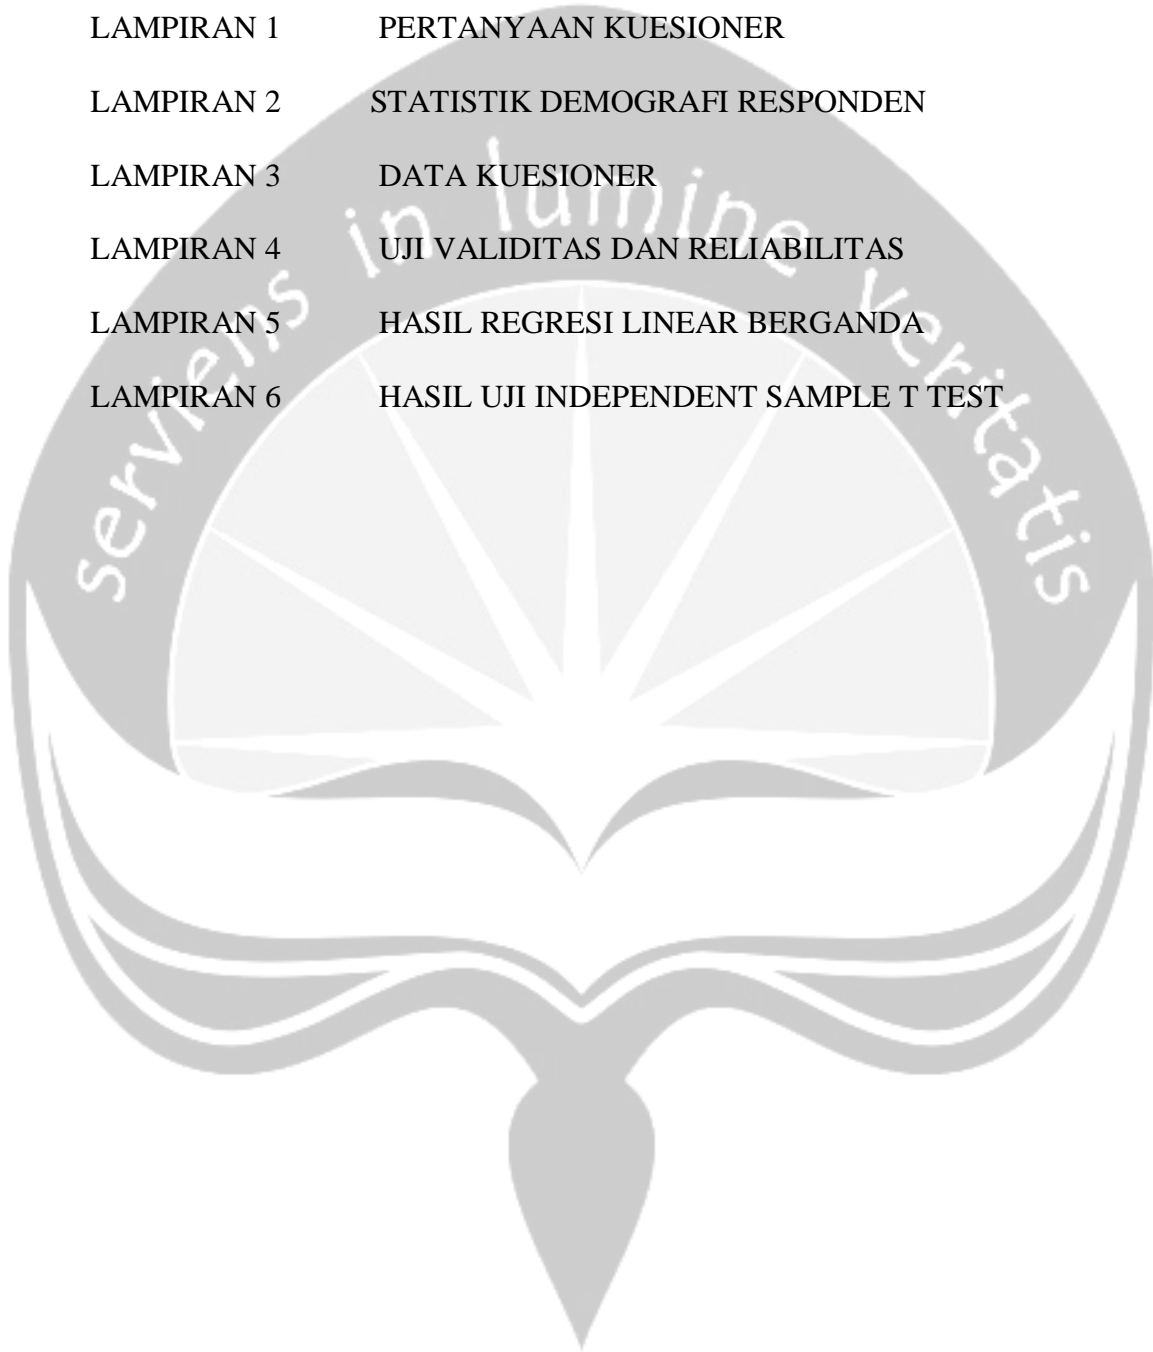 LAMPIRAN 1 PERTANYAAN KUESIONER
LAMPIRAN 2 STATISTIK DEMOGRAFI RESPONDEN
LAMPIRAN 3 DATA KUESIONER
LAMPIRAN 4 UJI VALIDITAS DAN RELIABILITAS
LAMPIRAN 5 HASIL REGRESI LINEAR BERGANDA
LAMPIRAN 6 HASIL UJI INDEPENDENT SAMPLE T TEST
serviens in lumine veritatis